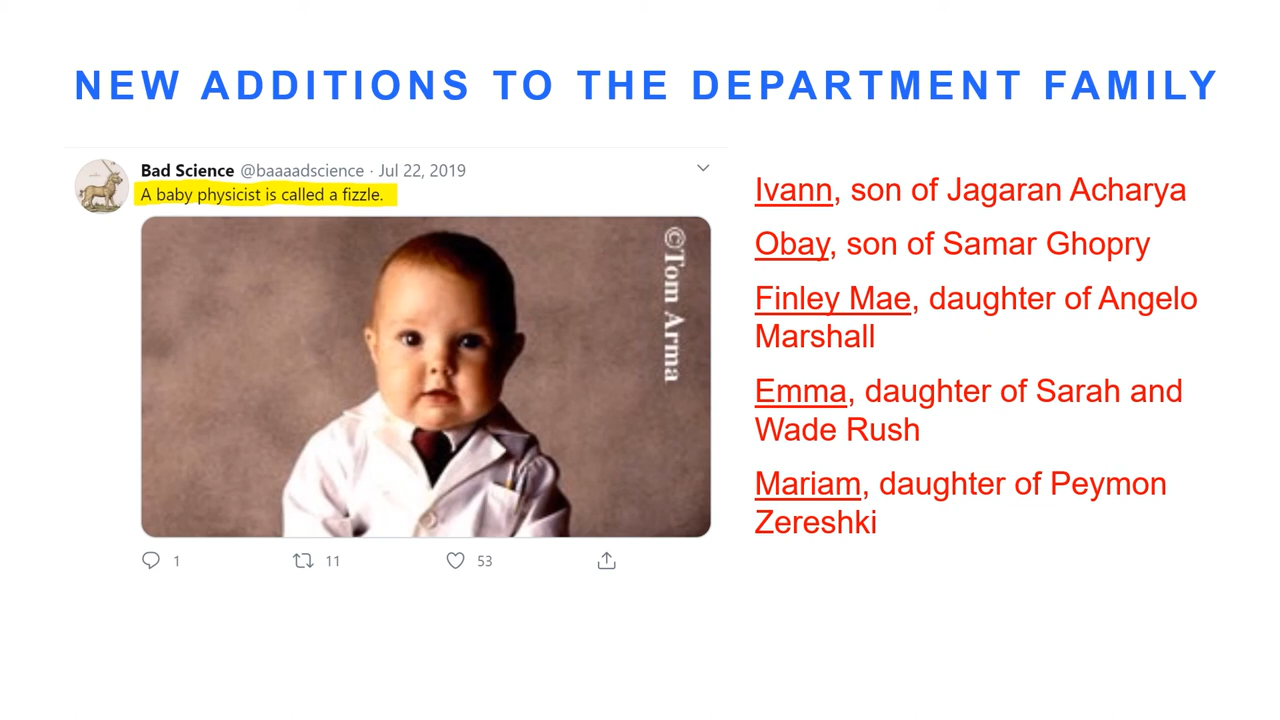 NEW ADDITIONS TO THE DEPARTMENT FAMILY
Bad Science @baaaadscience · Jul 22, 2019
A baby physicist is called a fizzle.
©Tom Arma
1 11 53
Ivann, son of Jagaran Acharya
Obay, son of Samar Ghopry
Finley Mae, daughter of Angelo
Marshall
Emma, daughter of Sarah and
Wade Rush
Mariam, daughter of Peymon
Zereshki